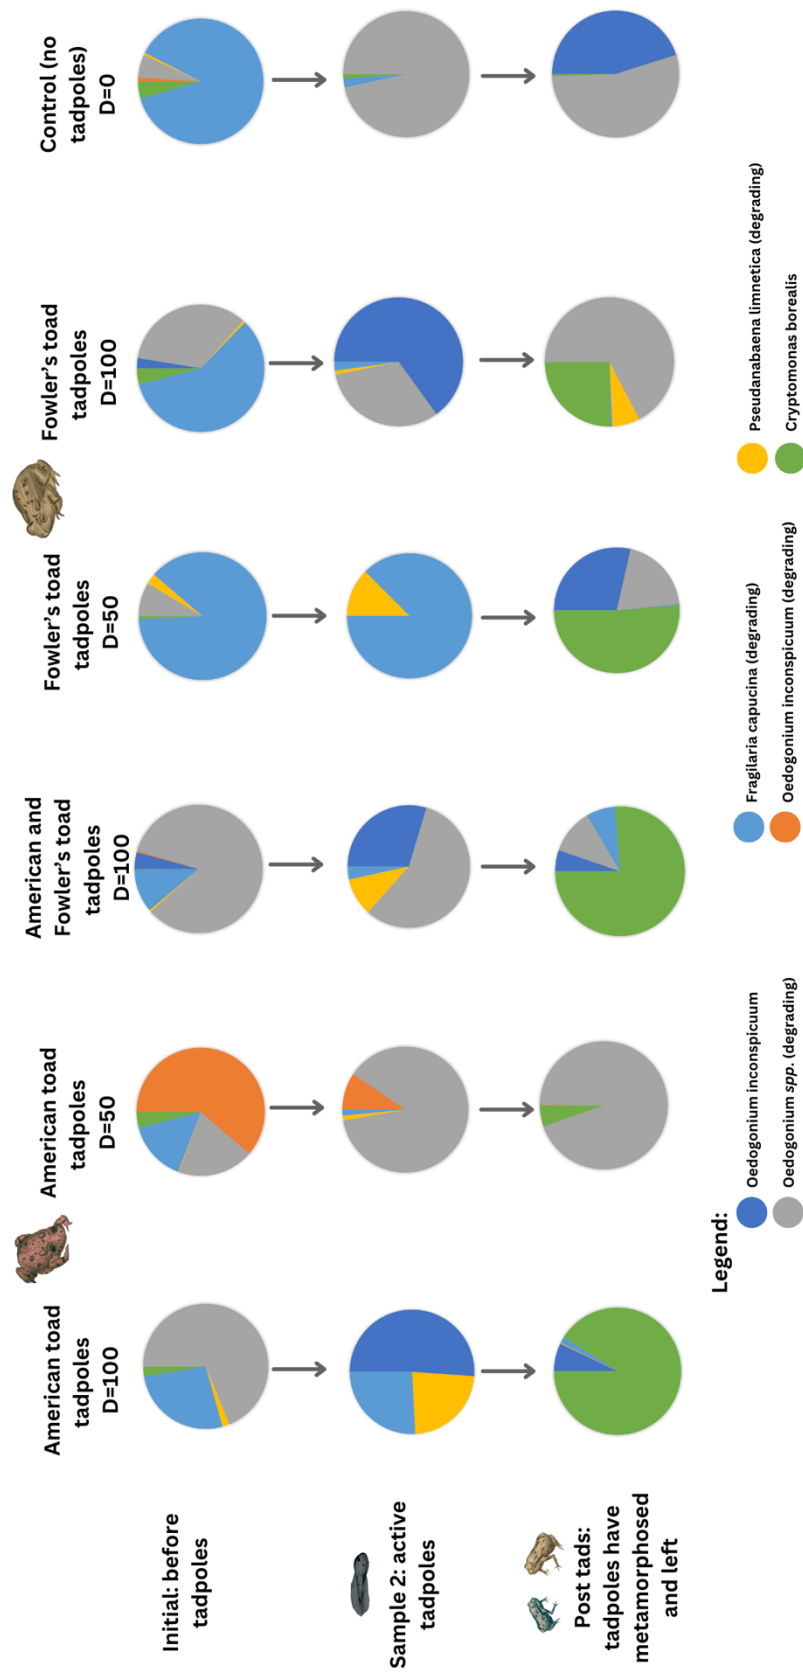 American toad
tadpoles
D=100
American toad
tadpoles
D=50
American and
Fowler's toad
tadpoles
D=100
Fowler's toad
tadpoles
D=50
Fowler's toad
tadpoles
D=100
Control (no
tadpoles)
D=0
Initial: before
tadpoles
Sample 2: active
tadpoles
Post tads:
tadpoles have
metamorphosed
and left
Legend:
Oedogonium inconspicuum
Fragilaria capucina (degrading)
Pseudanabaena limnetica (degrading)
Oedogonium spp. (degrading)
Oedogonium inconspicuum (degrading)
Cryptomonas borealis